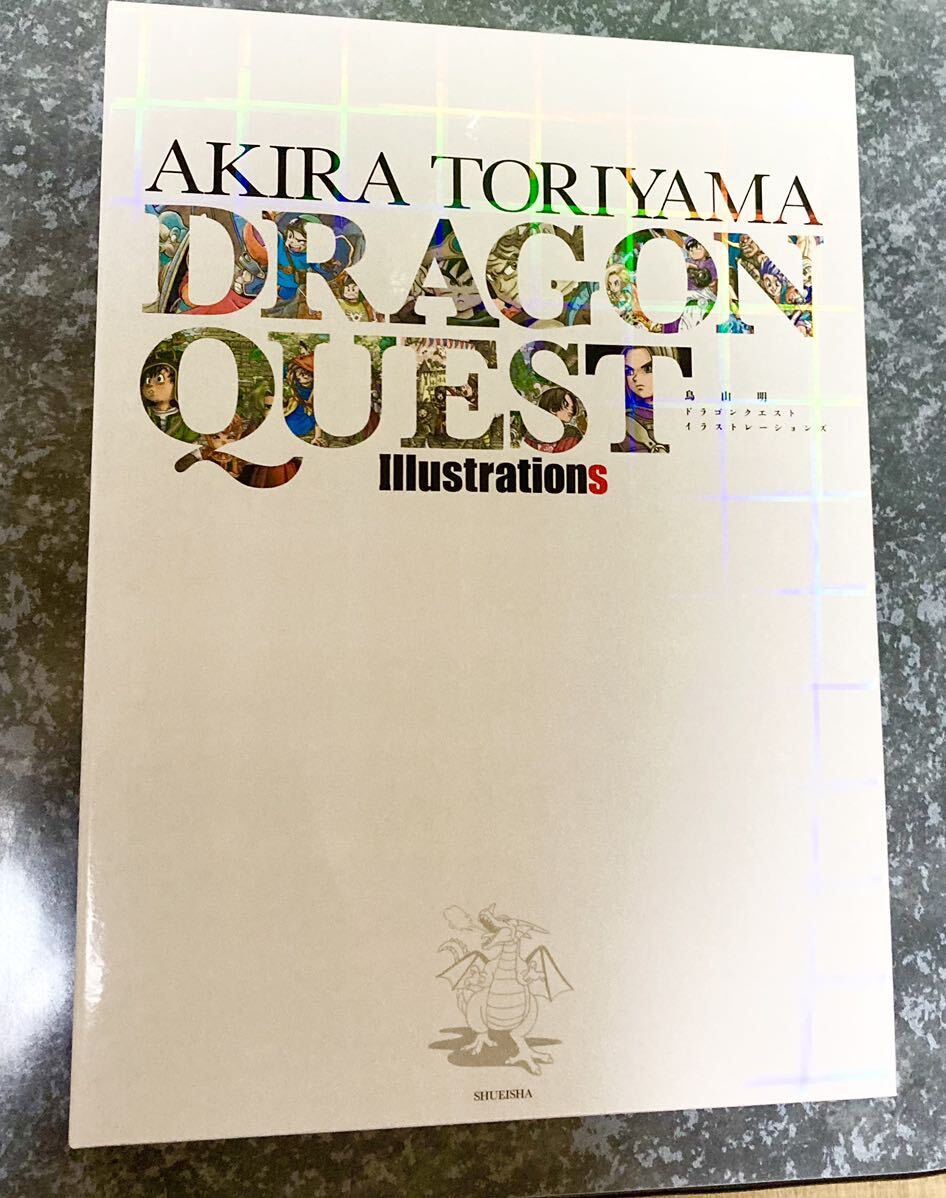 AKIRA TORIYAMA
DRAGON
QUEST
鳥山明
ドラゴンクエスト
イラストレーションズ
Illustrations
SHUEISHA